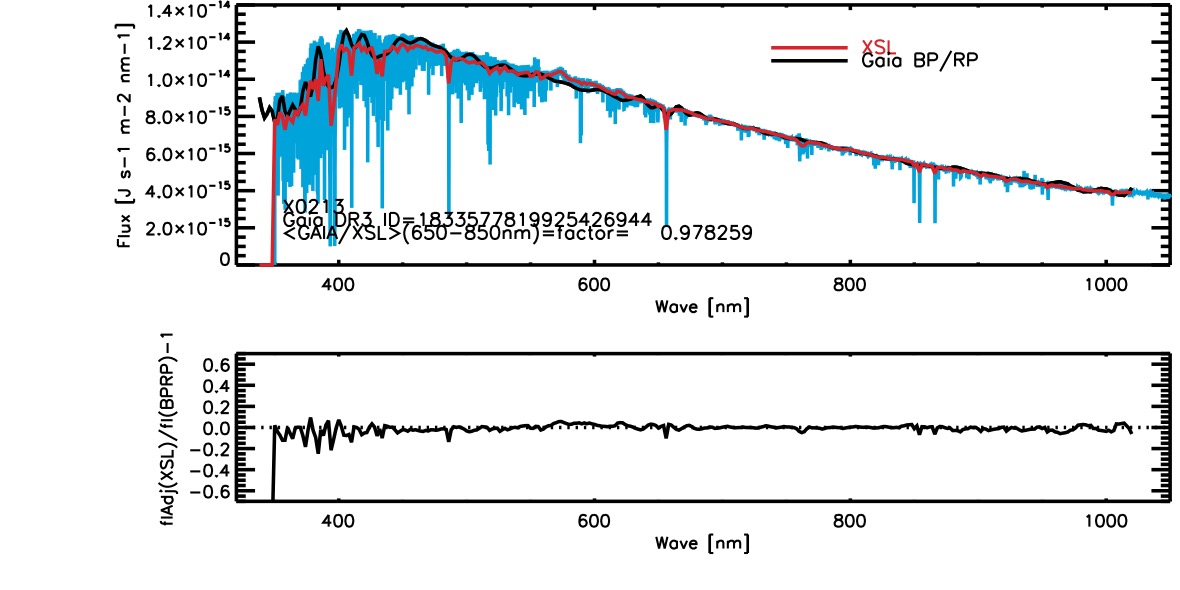 1.4×10⁻¹⁴
1.2×10⁻¹⁴
1.0×10⁻¹⁴
8.0×10⁻¹⁵
6.0×10⁻¹⁵
4.0×10⁻¹⁵
2.0×10⁻¹⁵
0
Flux [J s−1 m−2 nm−1]
XSL
Gaia BP/RP
X0213
Gaia DR3 ID=1833577819925426944
<GAIA/XSL>(650−850nm)=factor= 0.978259
400 600 800 1000
Wave [nm]
0.6
0.4
0.2
0.0
−0.2
−0.4
−0.6
flAdj(XSL)/fl(BPRP)−1
400 600 800 1000
Wave [nm]